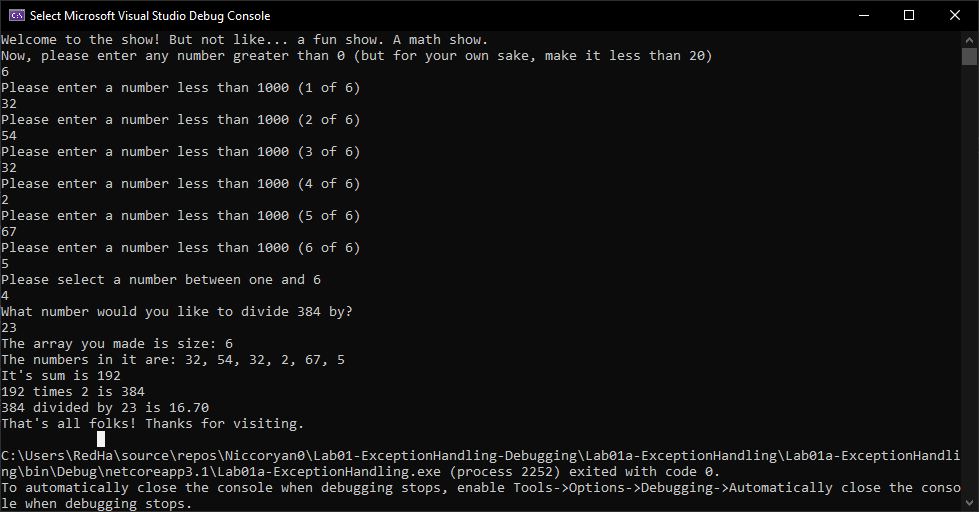 Select Microsoft Visual Studio Debug Console
Welcome to the show! But not like... a fun show. A math show.
Now, please enter any number greater than 0 (but for your own sake, make it less than 20)
6
Please enter a number less than 1000 (1 of 6)
32
Please enter a number less than 1000 (2 of 6)
54
Please enter a number less than 1000 (3 of 6)
32
Please enter a number less than 1000 (4 of 6)
2
Please enter a number less than 1000 (5 of 6)
67
Please enter a number less than 1000 (6 of 6)
5
Please select a number between one and 6
4
What number would you like to divide 384 by?
23
The array you made is size: 6
The numbers in it are: 32, 54, 32, 2, 67, 5
It's sum is 192
192 times 2 is 384
384 divided by 23 is 16.70
That's all folks! Thanks for visiting.
C:\Users\RedHa\source\repos\Niccoryan0\Lab01-ExceptionHandling-Debugging\Lab01a-ExceptionHandling\Lab01a-ExceptionHandli
ng\bin\Debug\netcoreapp3.1\Lab01a-ExceptionHandling.exe (process 2252) exited with code 0.
To automatically close the console when debugging stops, enable Tools->Options->Debugging->Automatically close the conso
le when debugging stops.